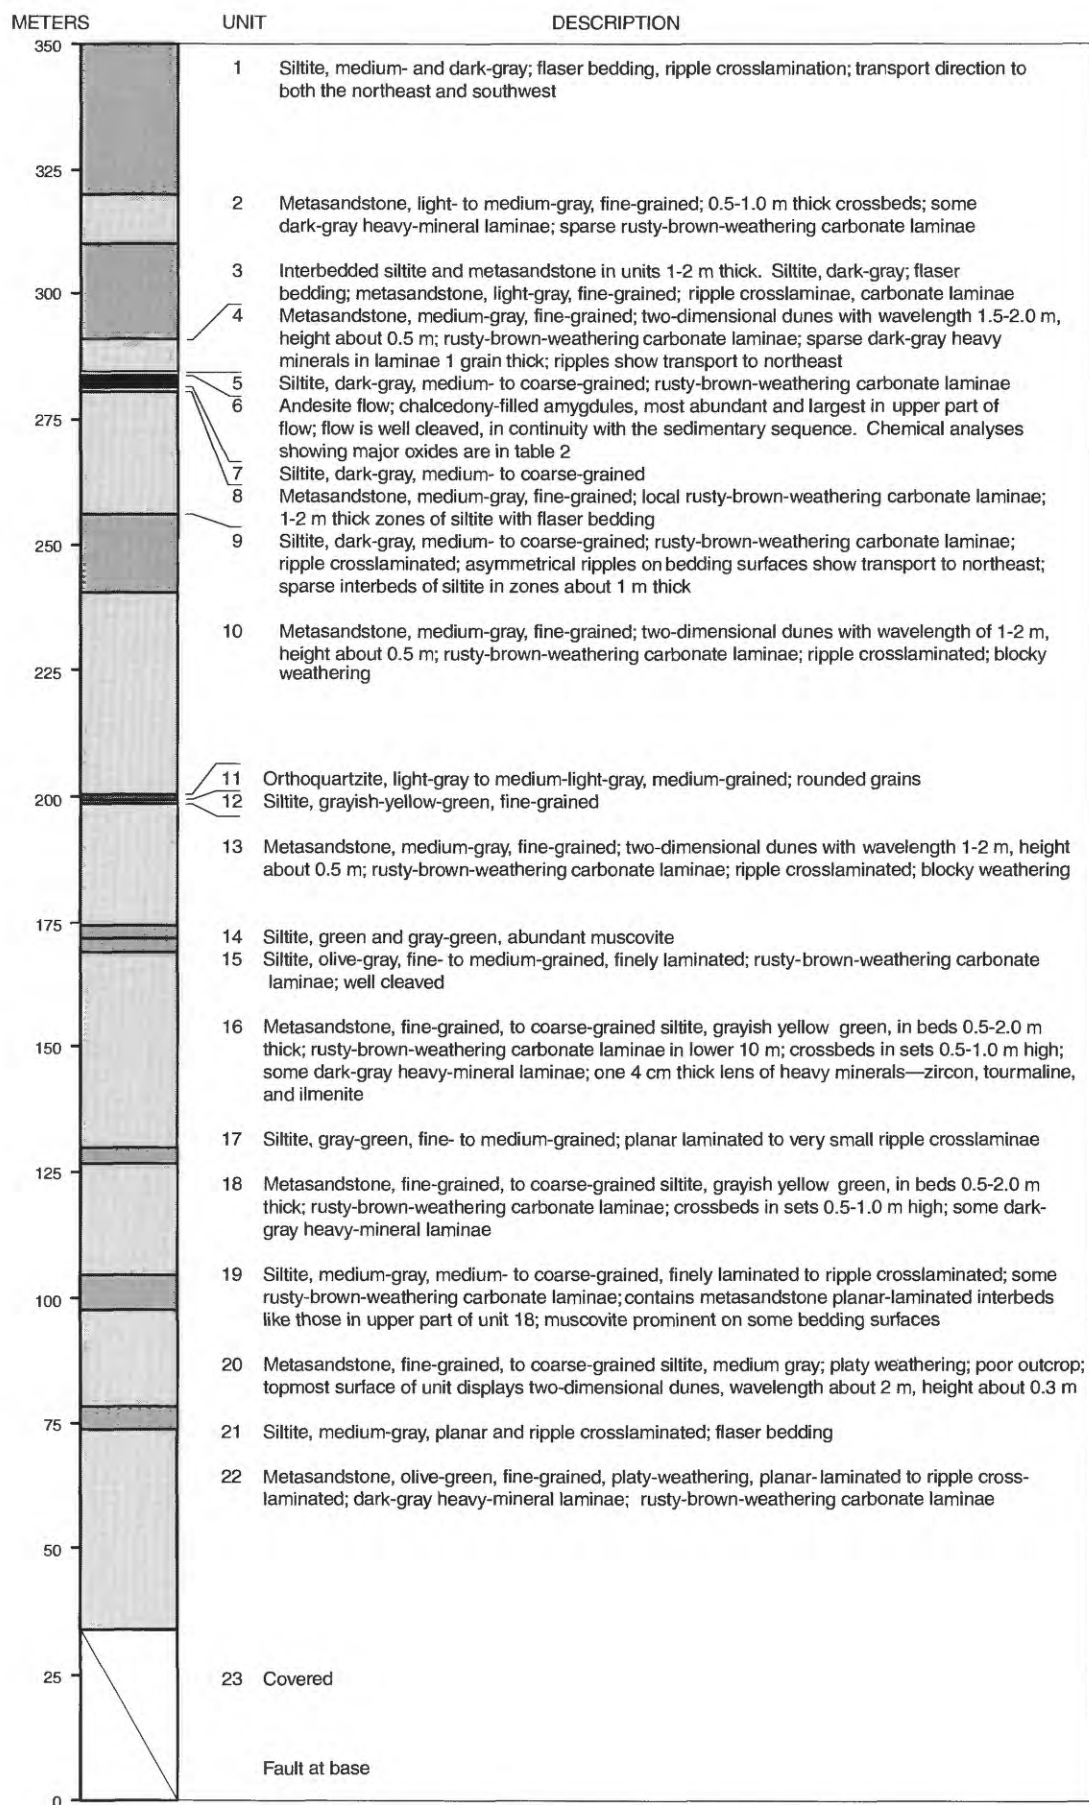 METERS UNIT DESCRIPTION
350
1 Siltite, medium- and dark-gray; flaser bedding, ripple crosslamination; transport direction to
both the northeast and southwest
325
2 Metasandstone, light- to medium-gray, fine-grained; 0.5-1.0 m thick crossbeds; some
dark-gray heavy-mineral laminae; sparse rusty-brown-weathering carbonate laminae
3 Interbedded siltite and metasandstone in units 1-2 m thick. Siltite, dark-gray; flaser
300
bedding; metasandstone, light-gray, fine-grained; ripple crosslaminae, carbonate laminae
4 Metasandstone, medium-gray, fine-grained; two-dimensional dunes with wavelength 1.5-2.0 m,
height about 0.5 m; rusty-brown-weathering carbonate laminae; sparse dark-gray heavy
minerals in laminae 1 grain thick; ripples show transport to northeast
5 Siltite, dark-gray, medium- to coarse-grained; rusty-brown-weathering carbonate laminae
6 Andesite flow; chalcedony-filled amygdules, most abundant and largest in upper part of
275
flow; flow is well cleaved, in continuity with the sedimentary sequence. Chemical analyses
showing major oxides are in table 2
7 Siltite, dark-gray, medium- to coarse-grained
8 Metasandstone, medium-gray, fine-grained; local rusty-brown-weathering carbonate laminae;
1-2 m thick zones of siltite with flaser bedding
250
9 Siltite, dark-gray, medium- to coarse-grained; rusty-brown-weathering carbonate laminae;
ripple crosslaminated; asymmetrical ripples on bedding surfaces show transport to northeast;
sparse interbeds of siltite in zones about 1 m thick
10 Metasandstone, medium-gray, fine-grained; two-dimensional dunes with wavelength of 1-2 m,
height about 0.5 m; rusty-brown-weathering carbonate laminae; ripple crosslaminated; blocky
225
weathering
11 Orthoquartzite, light-gray to medium-light-gray, medium-grained; rounded grains
200
12 Siltite, grayish-yellow-green, fine-grained
13 Metasandstone, medium-gray, fine-grained; two-dimensional dunes with wavelength 1-2 m, height
about 0.5 m; rusty-brown-weathering carbonate laminae; ripple crosslaminated; blocky weathering
175
14 Siltite, green and gray-green, abundant muscovite
15 Siltite, olive-gray, fine- to medium-grained, finely laminated; rusty-brown-weathering carbonate
laminae; well cleaved
16 Metasandstone, fine-grained, to coarse-grained siltite, grayish yellow green, in beds 0.5-2.0 m
150
thick; rusty-brown-weathering carbonate laminae in lower 10 m; crossbeds in sets 0.5-1.0 m high;
some dark-gray heavy-mineral laminae; one 4 cm thick lens of heavy minerals—zircon, tourmaline,
and ilmenite
17 Siltite, gray-green, fine- to medium-grained; planar laminated to very small ripple crosslaminae
125
18 Metasandstone, fine-grained, to coarse-grained siltite, grayish yellow green, in beds 0.5-2.0 m
thick; rusty-brown-weathering carbonate laminae; crossbeds in sets 0.5-1.0 m high; some dark-
gray heavy-mineral laminae
19 Siltite, medium-gray, medium- to coarse-grained, finely laminated to ripple crosslaminated; some
100
rusty-brown-weathering carbonate laminae; contains metasandstone planar-laminated interbeds
like those in upper part of unit 18; muscovite prominent on some bedding surfaces
20 Metasandstone, fine-grained, to coarse-grained siltite, medium gray; platy weathering; poor outcrop;
topmost surface of unit displays two-dimensional dunes, wavelength about 2 m, height about 0.3 m
75
21 Siltite, medium-gray, planar and ripple crosslaminated; flaser bedding
22 Metasandstone, olive-green, fine-grained, platy-weathering, planar-laminated to ripple cross-
laminated; dark-gray heavy-mineral laminae; rusty-brown-weathering carbonate laminae
50
25
23 Covered
Fault at base
0